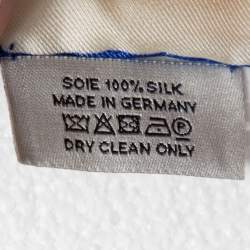 SOIE 100% SILK
MADE IN GERMANY
DRY CLEAN ONLY